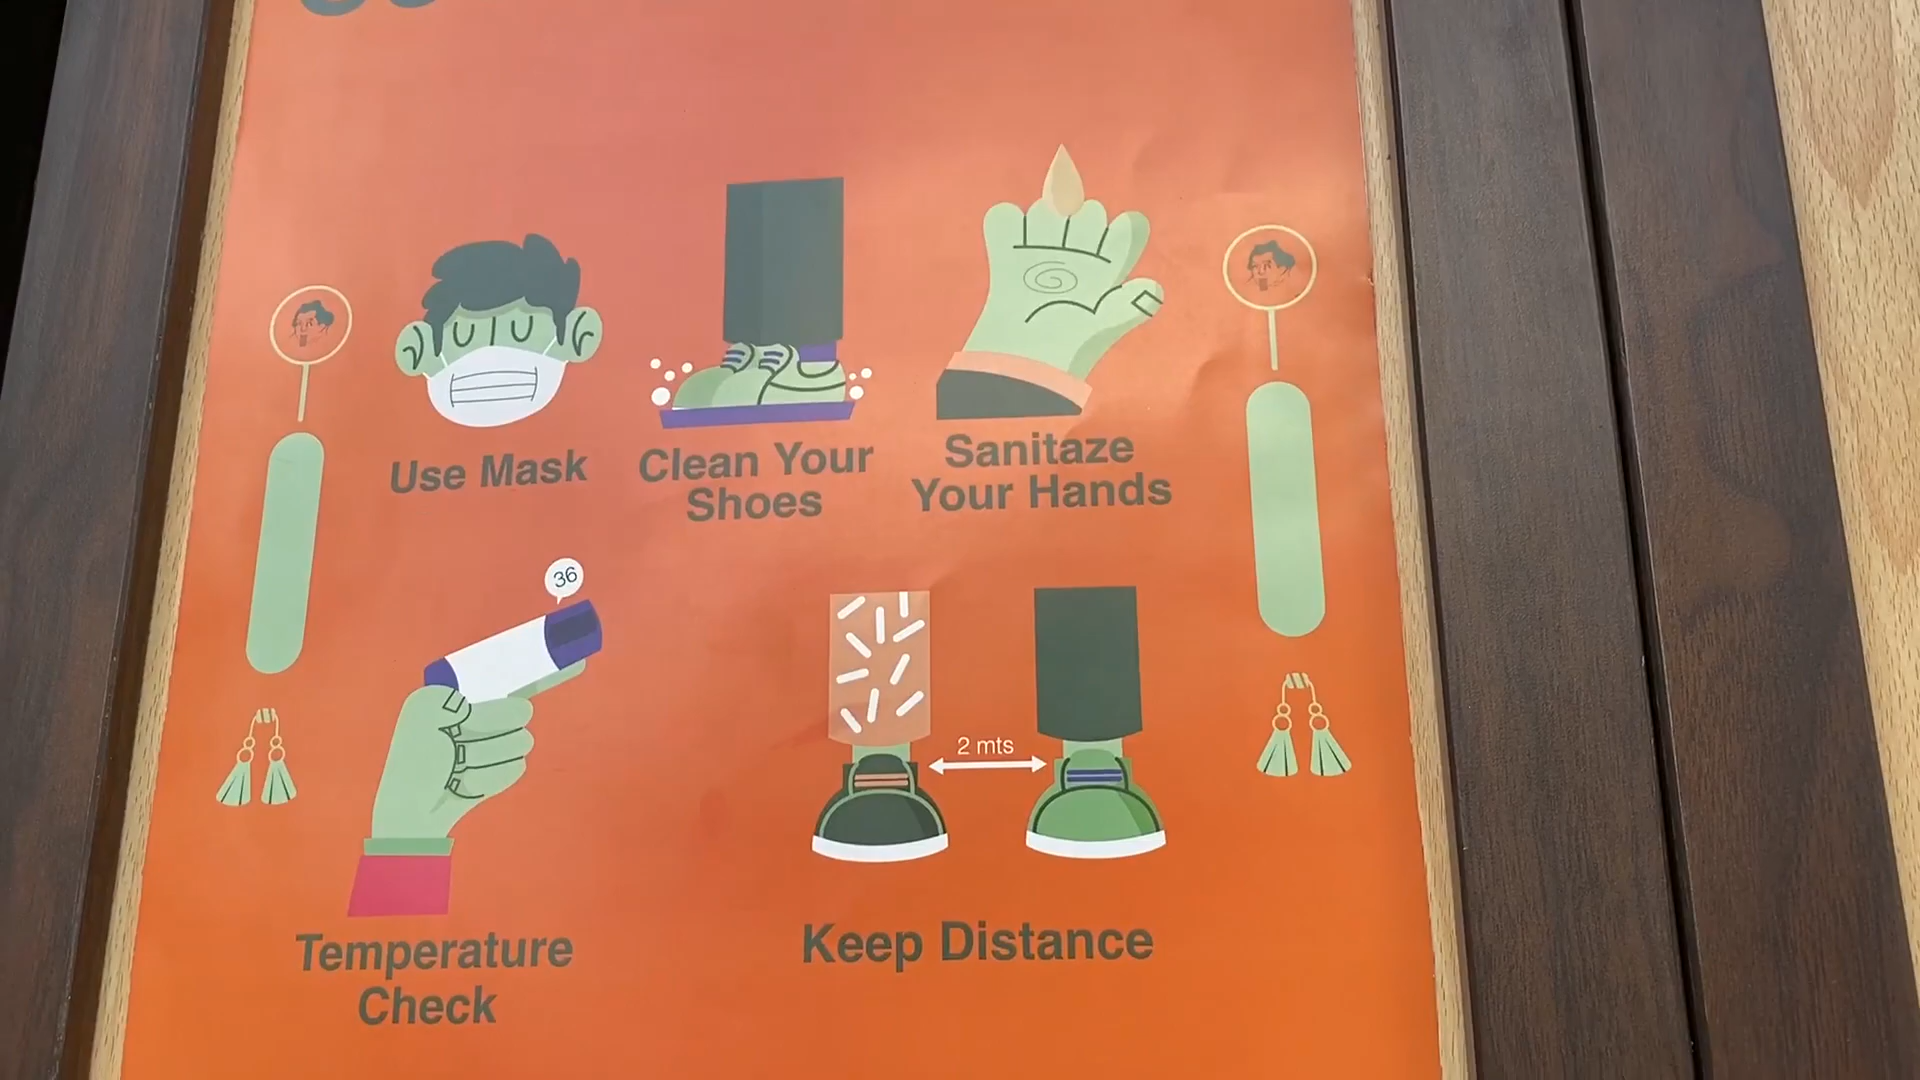 Use Mask
Clean Your
Shoes
Sanitaze
Your Hands
36
2 mts
Temperature
Check
Keep Distance